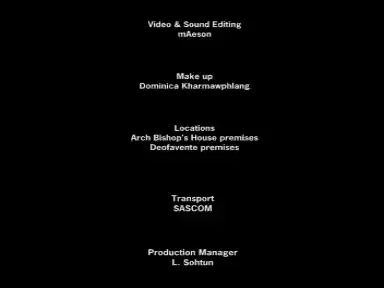 Video & Sound Editing
mAeson
Make up
Dominica Kharmawphlang
Locations
Arch Bishop's House premises
Deofavente premises
Transport
SASCOM
Production Manager
L. Sohtun